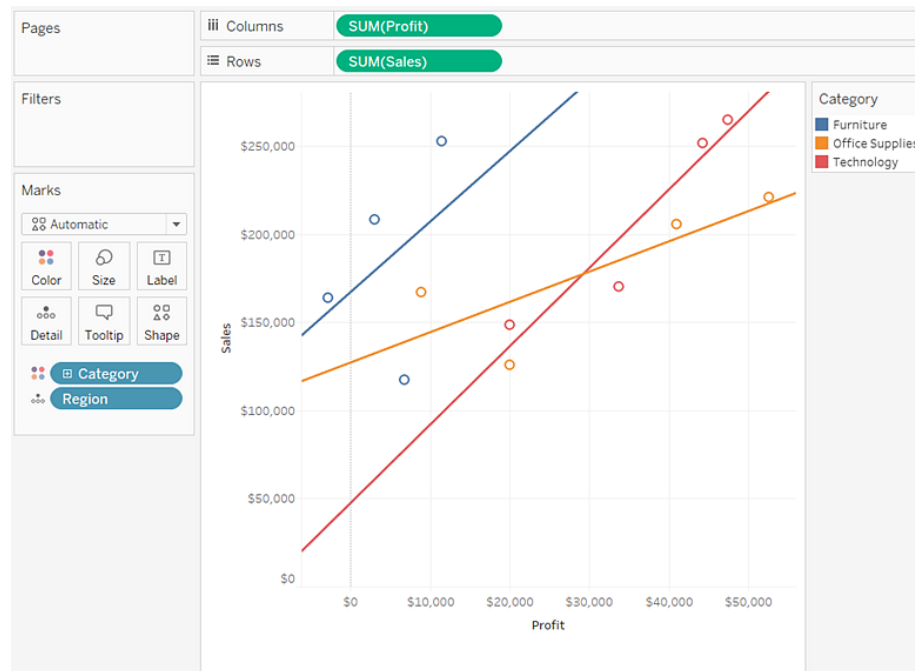 Pages
Columns
SUM(Profit)
Rows
SUM(Sales)
Filters
Marks
Automatic
Color
Size
Label
Detail
Tooltip
Shape
Category
Region
Sales
$250,000
$200,000
$150,000
$100,000
$50,000
$0
$0
$10,000
$20,000
$30,000
$40,000
$50,000
Profit
Category
Furniture
Office Supplies
Technology